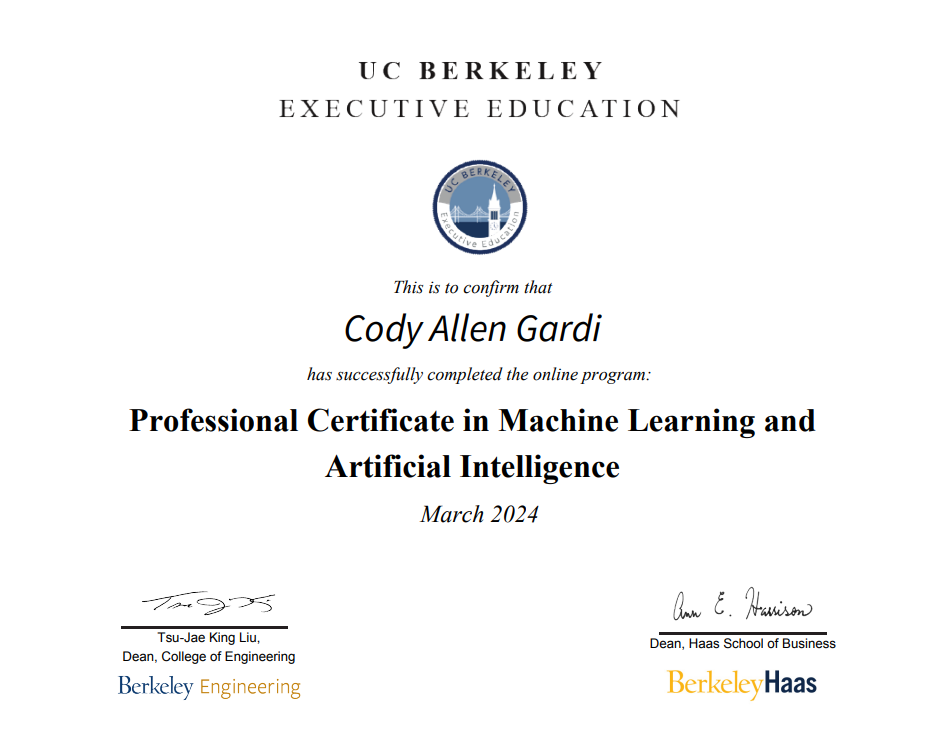 UC BERKELEY
EXECUTIVE EDUCATION
UC BERKELEY
Executive Education
This is to confirm that
Cody Allen Gardi
has successfully completed the online program:
Professional Certificate in Machine Learning and
Artificial Intelligence
March 2024
Tsu-Jae King Liu,
Dean, College of Engineering
Berkeley Engineering
Ann E. Harrison
Dean, Haas School of Business
BerkeleyHaas